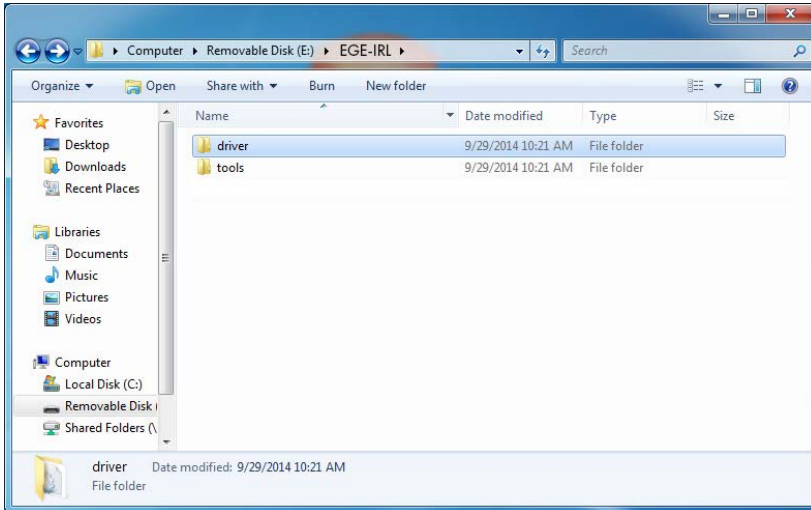 Computer ▸ Removable Disk (E:) ▸ EGE-IRL ▸ Search
Organize Open Share with Burn New folder
Name Date modified Type Size
driver 9/29/2014 10:21 AM File folder
tools 9/29/2014 10:21 AM File folder
Favorites
Desktop
Downloads
Recent Places
Libraries
Documents
Music
Pictures
Videos
Computer
Local Disk (C:)
Removable Disk (
Shared Folders (\
driver Date modified: 9/29/2014 10:21 AM
File folder